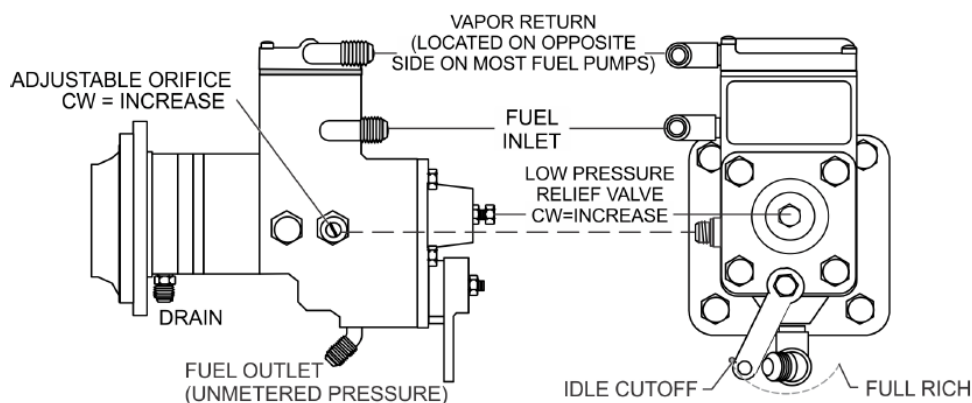 VAPOR RETURN
(LOCATED ON OPPOSITE
SIDE ON MOST FUEL PUMPS)
ADJUSTABLE ORIFICE
CW = INCREASE
FUEL
INLET
LOW PRESSURE
RELIEF VALVE
CW=INCREASE
DRAIN
FUEL OUTLET
(UNMETERED PRESSURE)
IDLE CUTOFF
FULL RICH